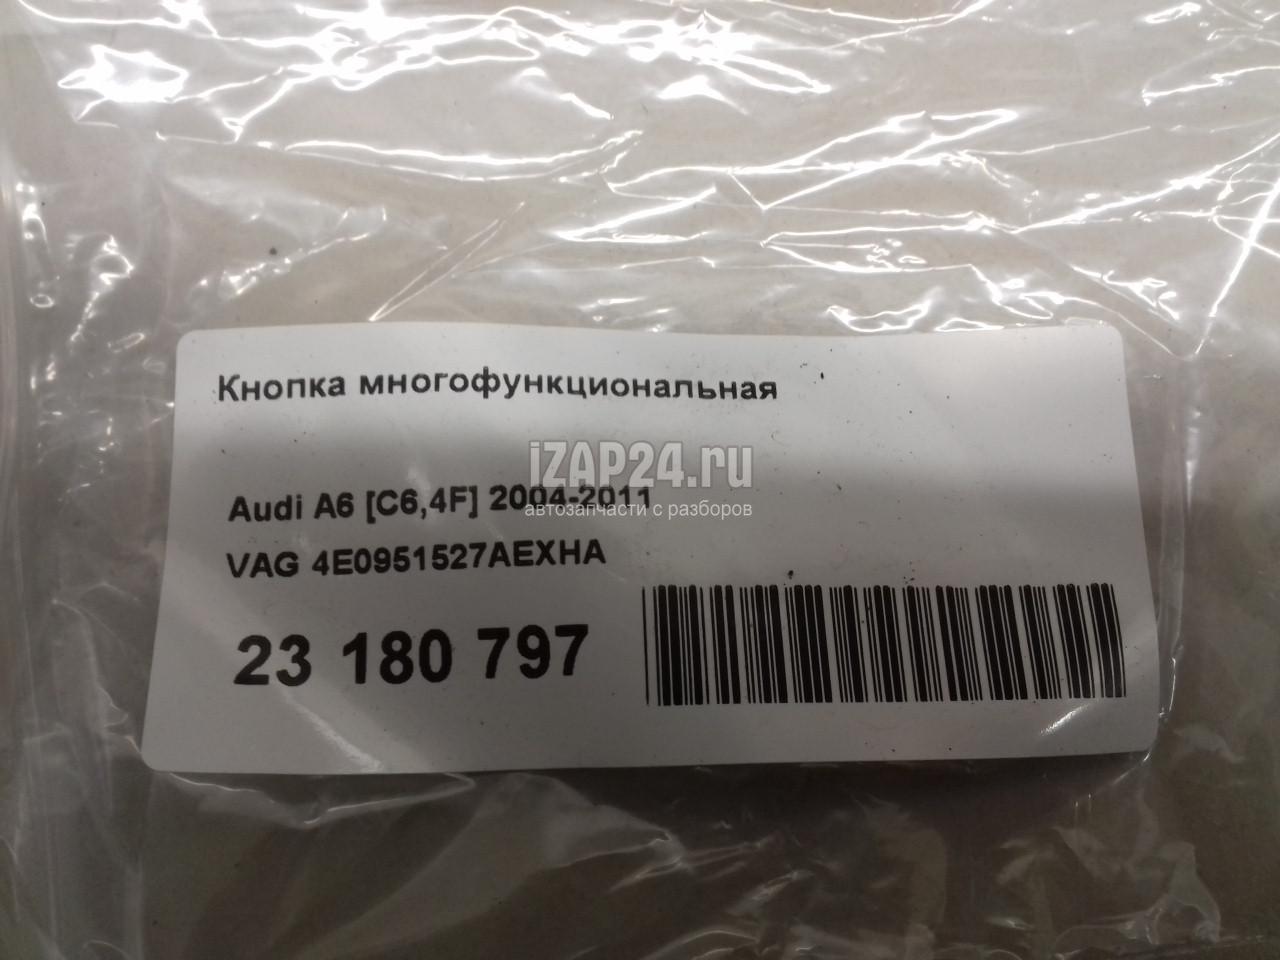 Кнопка многофункциональная
iZAP24.ru
Audi A6 [C6,4F] 2004-2011
автозапчасти с разборов
VAG 4E0951527AEXHA
23 180 797